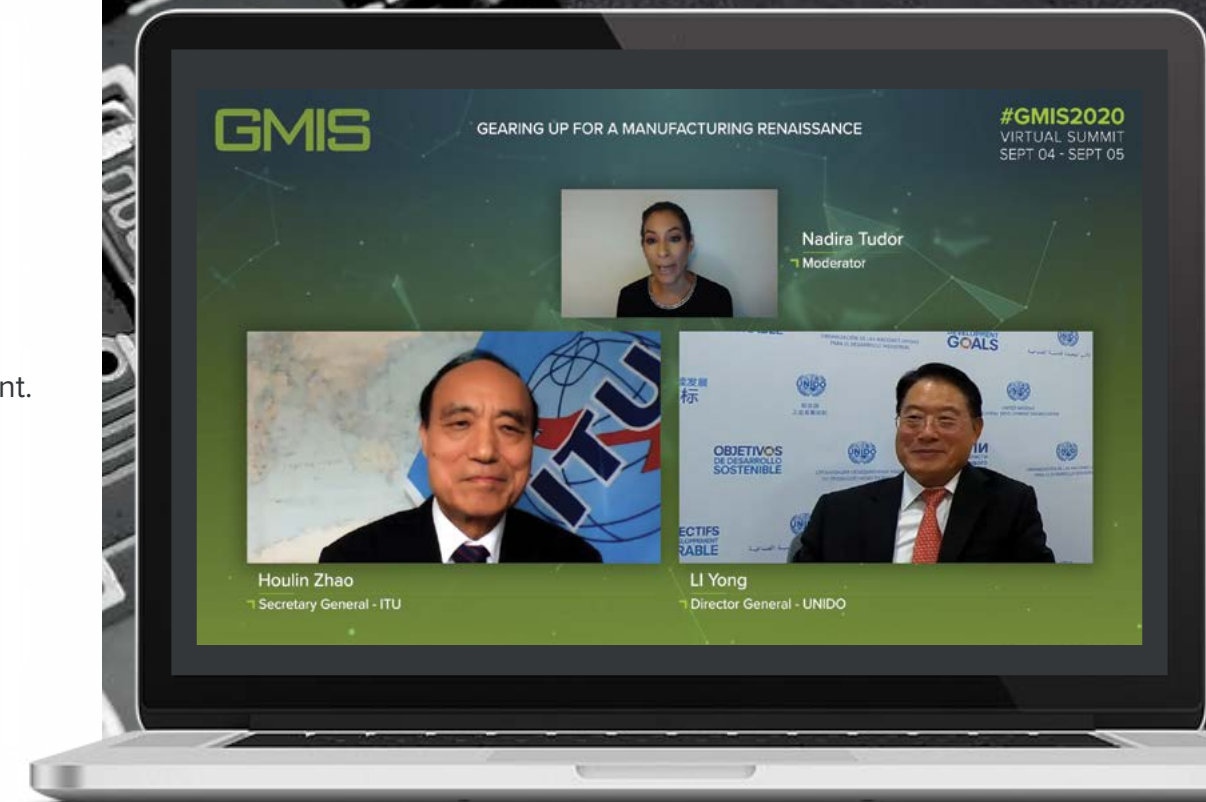 nt.
GMIS
GEARING UP FOR A MANUFACTURING RENAISSANCE
#GMIS2020
VIRTUAL SUMMIT
SEPT 04 - SEPT 05
Nadira Tudor
Moderator
ITU
GOALS
UNIDO
OBJETIVOS
DE DESARROLLO
SOSTENIBLE
Houlin Zhao
Secretary General - ITU
LI Yong
Director General - UNIDO